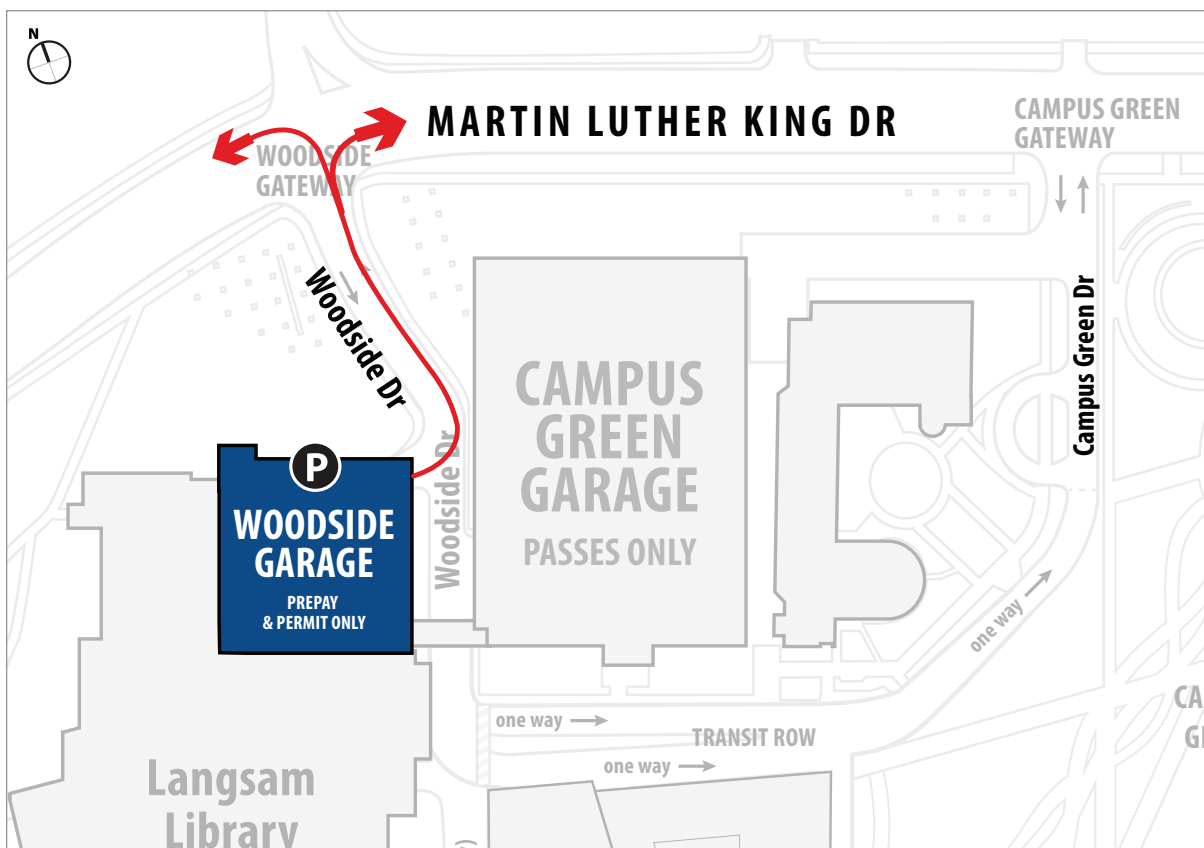 N
MARTIN LUTHER KING DR
CAMPUS GREEN
GATEWAY
WOODSIDE
GATEWAY
Woodside Dr
Campus Green Dr
CAMPUS
GREEN
GARAGE
PASSES ONLY
Woodside Dr
P
WOODSIDE
GARAGE
PREPAY
& PERMIT ONLY
one way
one way
TRANSIT ROW
one way
Langsam
Library